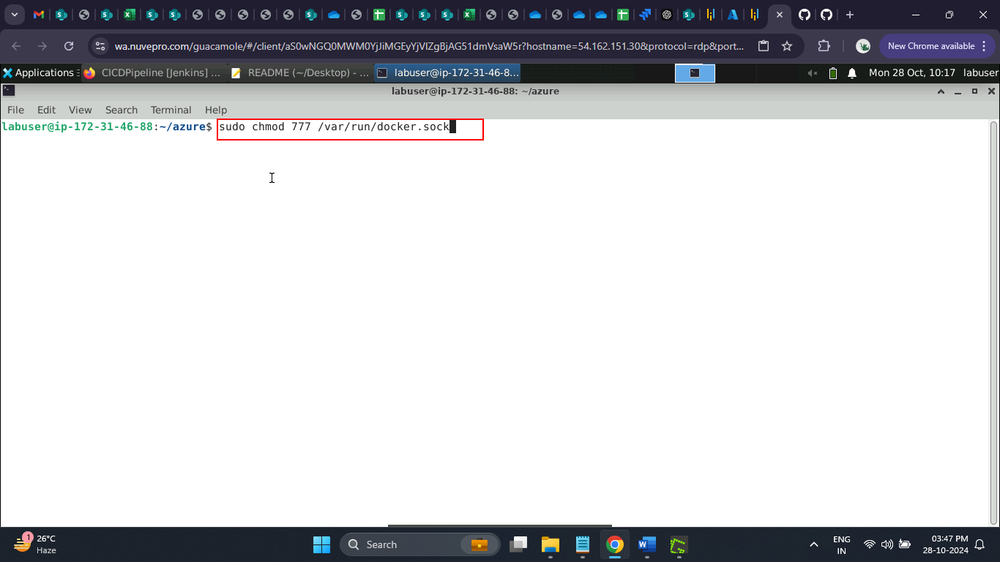 wa.nuvepro.com/guacamole/#/client/aS0wNGQ0MWM0YjJiMGEyYjVlZgBjAG51dmVsaW5r?hostname=54.162.151.30&protocol=rdp&port...
New Chrome available
Applications
CICDPipeline [Jenkins] ...
README (~/Desktop) - ...
labuser@ip-172-31-46-8...
Mon 28 Oct, 10:17
labuser
labuser@ip-172-31-46-88: ~/azure
File Edit View Search Terminal Help
labuser@ip-172-31-46-88:~/azure$ sudo chmod 777 /var/run/docker.sock
1
26°C
Haze
Search
ENG
IN
03:47 PM
28-10-2024